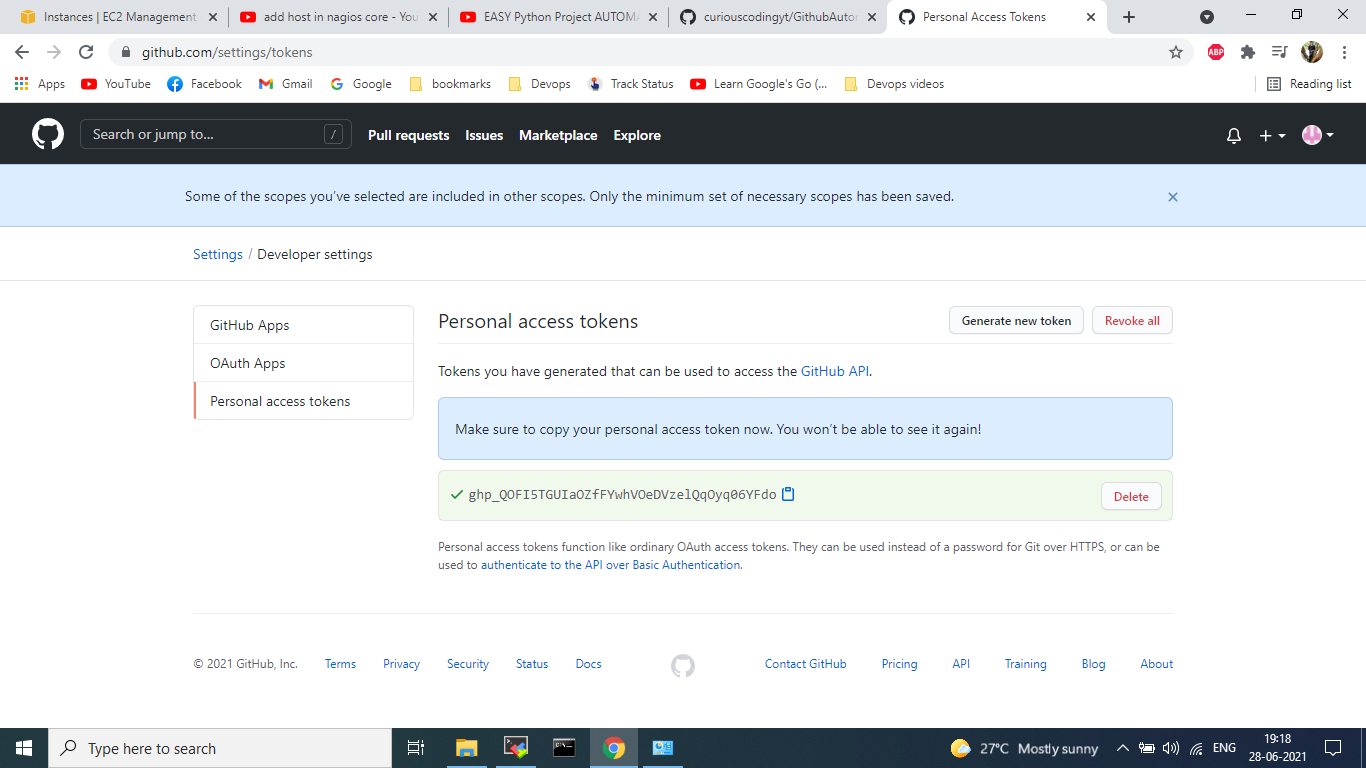 Instances | EC2 Management
add host in nagios core - You
EASY Python Project AUTOMA
curiouscodingyt/GithubAutor
Personal Access Tokens
github.com/settings/tokens
ABP
Apps
YouTube
Facebook
Gmail
Google
bookmarks
Devops
Track Status
Learn Google's Go (...
Devops videos
Reading list
Search or jump to...
/
Pull requests
Issues
Marketplace
Explore
Some of the scopes you’ve selected are included in other scopes. Only the minimum set of necessary scopes has been saved.
Settings / Developer settings
GitHub Apps
OAuth Apps
Personal access tokens
Personal access tokens
Generate new token
Revoke all
Tokens you have generated that can be used to access the GitHub API.
Make sure to copy your personal access token now. You won’t be able to see it again!
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
Delete
Personal access tokens function like ordinary OAuth access tokens. They can be used instead of a password for Git over HTTPS, or can be
used to authenticate to the API over Basic Authentication.
© 2021 GitHub, Inc.
Terms
Privacy
Security
Status
Docs
Contact GitHub
Pricing
API
Training
Blog
About
Type here to search
27°C Mostly sunny
ENG
19:18
28-06-2021